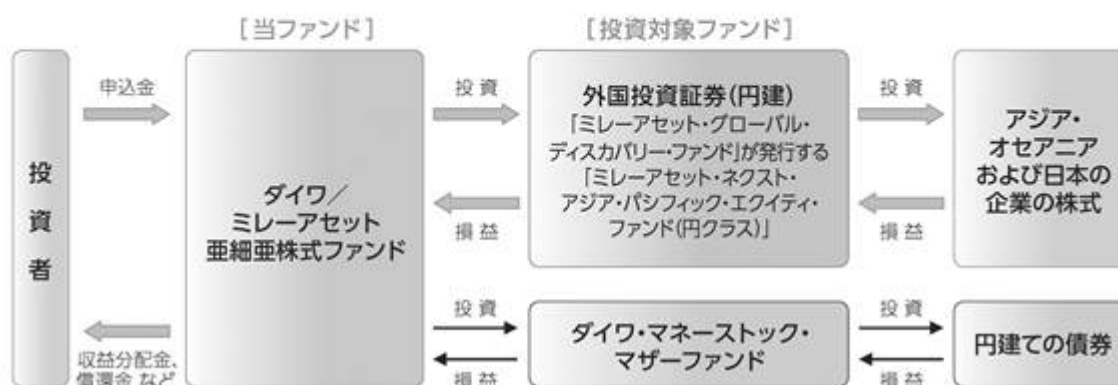 [当ファンド]
[投資対象ファンド]
投資者
申込金
収益分配金、
償還金 など
ダイワ／
ミレーアセット
亜細亜株式ファンド
投資
損益
外国投資証券(円建)
「ミレーアセット・グローバル・
ディスカバリー・ファンド」が発行する
「ミレーアセット・ネクスト・
アジア・パシフィック・エクイティ・
ファンド(円クラス)」
投資
損益
アジア・
オセアニア
および日本の
企業の株式
投資
損益
ダイワ・マネーストック・
マザーファンド
投資
損益
円建ての債券